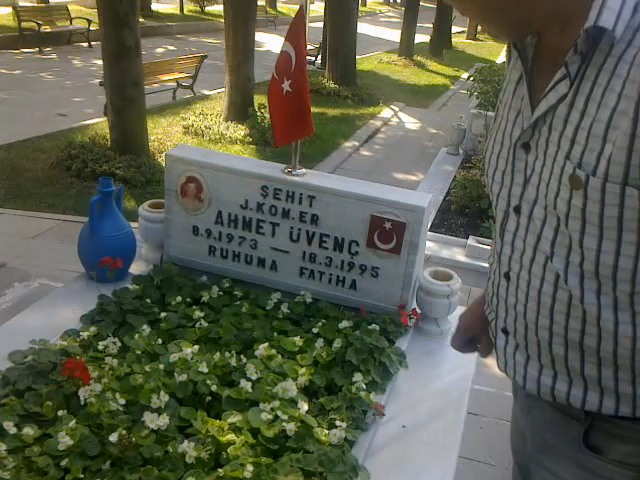 ŞEHİT
J.KOM.ER
AHMET ÜVENÇ
8.9.1973 — 18.3.1995
RUHUNA FATİHA